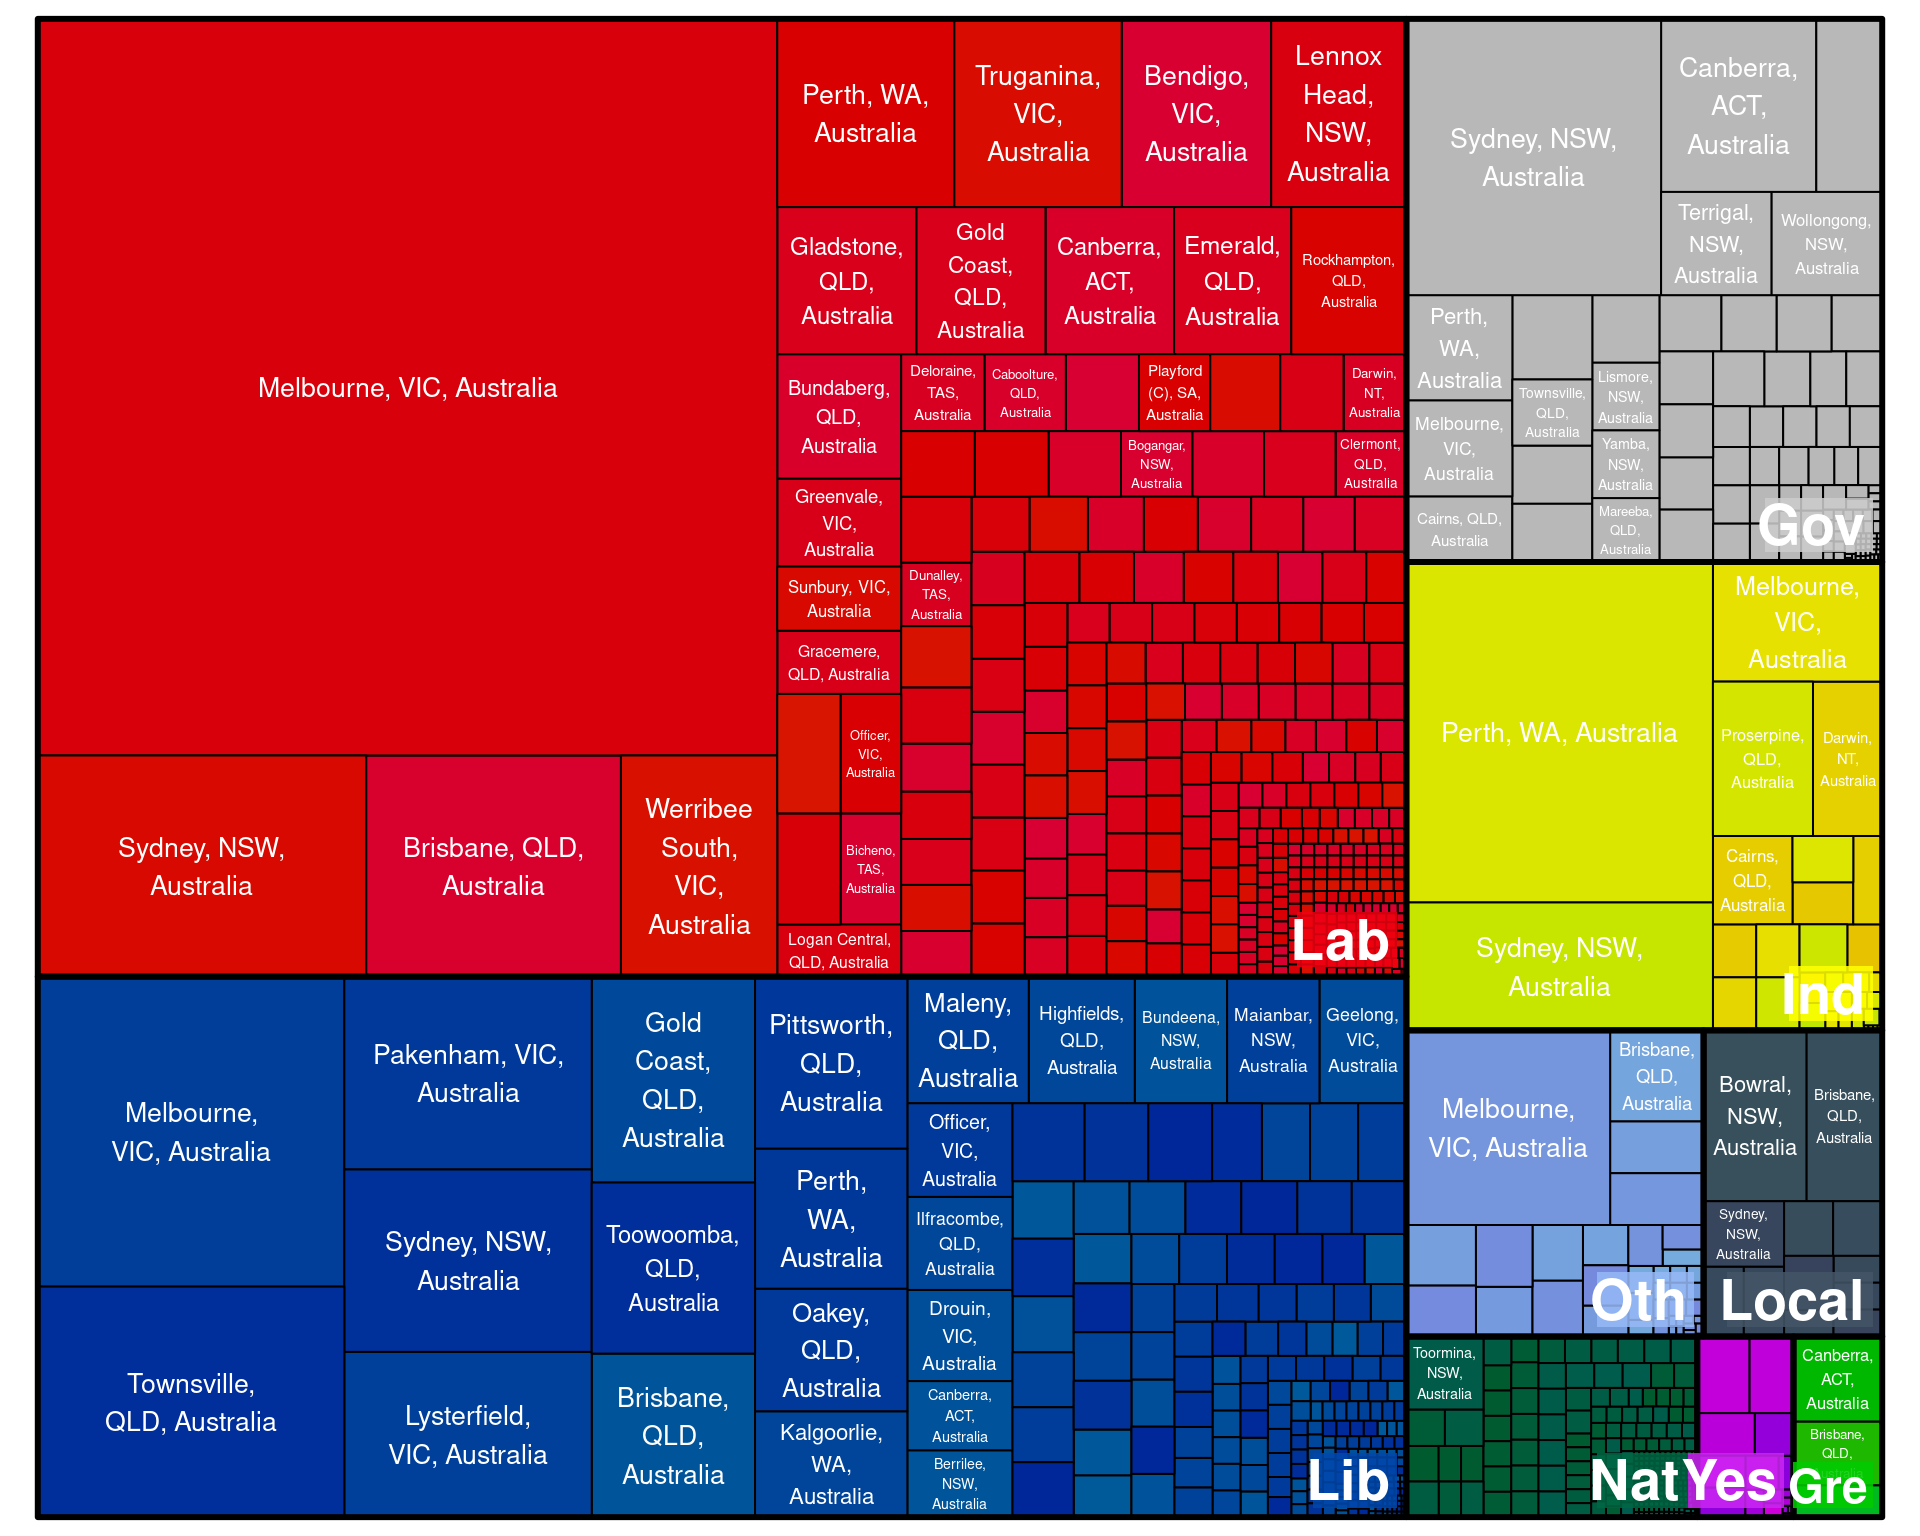 Melbourne, VIC, Australia
Sydney, NSW,
Australia
Brisbane, QLD,
Australia
Werribee
South,
VIC,
Australia
Perth, WA,
Australia
Truganina,
VIC,
Australia
Bendigo,
VIC,
Australia
Lennox
Head,
NSW,
Australia
Gladstone,
QLD,
Australia
Gold
Coast,
QLD,
Australia
Canberra,
ACT,
Australia
Emerald,
QLD,
Australia
Rockhampton,
QLD,
Australia
Bundaberg,
QLD,
Australia
Greenvale,
VIC,
Australia
Sunbury, VIC,
Australia
Gracemere,
QLD, Australia
Officer,
VIC,
Australia
Bicheno,
TAS,
Australia
Logan Central,
QLD, Australia
Deloraine,
TAS,
Australia
Caboolture,
QLD,
Australia
Playford
(C), SA,
Australia
Darwin,
NT,
Australia
Bogangar,
NSW,
Australia
Clermont,
QLD,
Australia
Dunalley,
TAS,
Australia
Lab
Melbourne,
VIC, Australia
Townsville,
QLD, Australia
Pakenham, VIC,
Australia
Sydney, NSW,
Australia
Lysterfield,
VIC, Australia
Gold
Coast,
QLD,
Australia
Toowoomba,
QLD,
Australia
Brisbane,
QLD,
Australia
Pittsworth,
QLD,
Australia
Perth,
WA,
Australia
Oakey,
QLD,
Australia
Kalgoorlie,
WA,
Australia
Maleny,
QLD,
Australia
Highfields,
QLD,
Australia
Bundeena,
NSW,
Australia
Maianbar,
NSW,
Australia
Geelong,
VIC,
Australia
Officer,
VIC,
Australia
Ilfracombe,
QLD,
Australia
Drouin,
VIC,
Australia
Canberra,
ACT,
Australia
Berrilee,
NSW,
Australia
Lib
Sydney, NSW,
Australia
Canberra,
ACT,
Australia
Terrigal,
NSW,
Australia
Wollongong,
NSW,
Australia
Perth,
WA,
Australia
Melbourne,
VIC,
Australia
Cairns, QLD,
Australia
Townsville,
QLD,
Australia
Lismore,
NSW,
Australia
Yamba,
NSW,
Australia
Mareeba,
QLD,
Australia
Gov
Perth, WA, Australia
Sydney, NSW,
Australia
Melbourne,
VIC,
Australia
Proserpine,
QLD,
Australia
Darwin,
NT,
Australia
Cairns,
QLD,
Australia
Ind
Melbourne,
VIC, Australia
Brisbane,
QLD,
Australia
Oth
Bowral,
NSW,
Australia
Brisbane,
QLD,
Australia
Sydney,
NSW,
Australia
Local
Toormina,
NSW,
Australia
Nat
Yes
Canberra,
ACT,
Australia
Brisbane,
QLD,
Gre